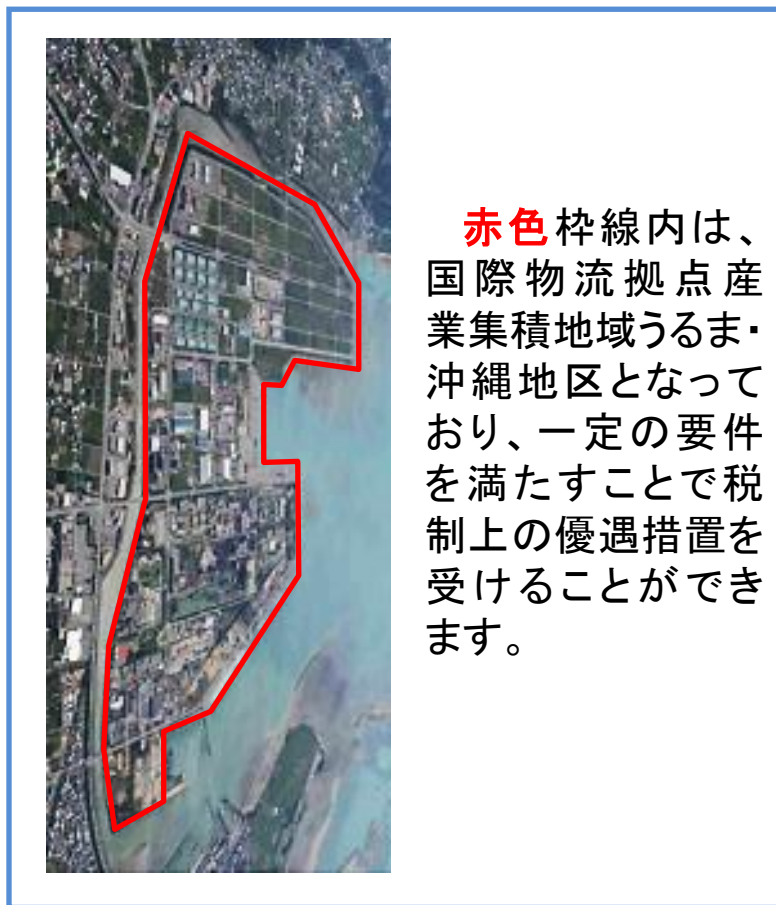 赤色枠線内は、
国際物流拠点産
業集積地域うるま・
沖縄地区となって
おり、一定の要件
を満たすことで税
制上の優遇措置を
受けることができ
ます。